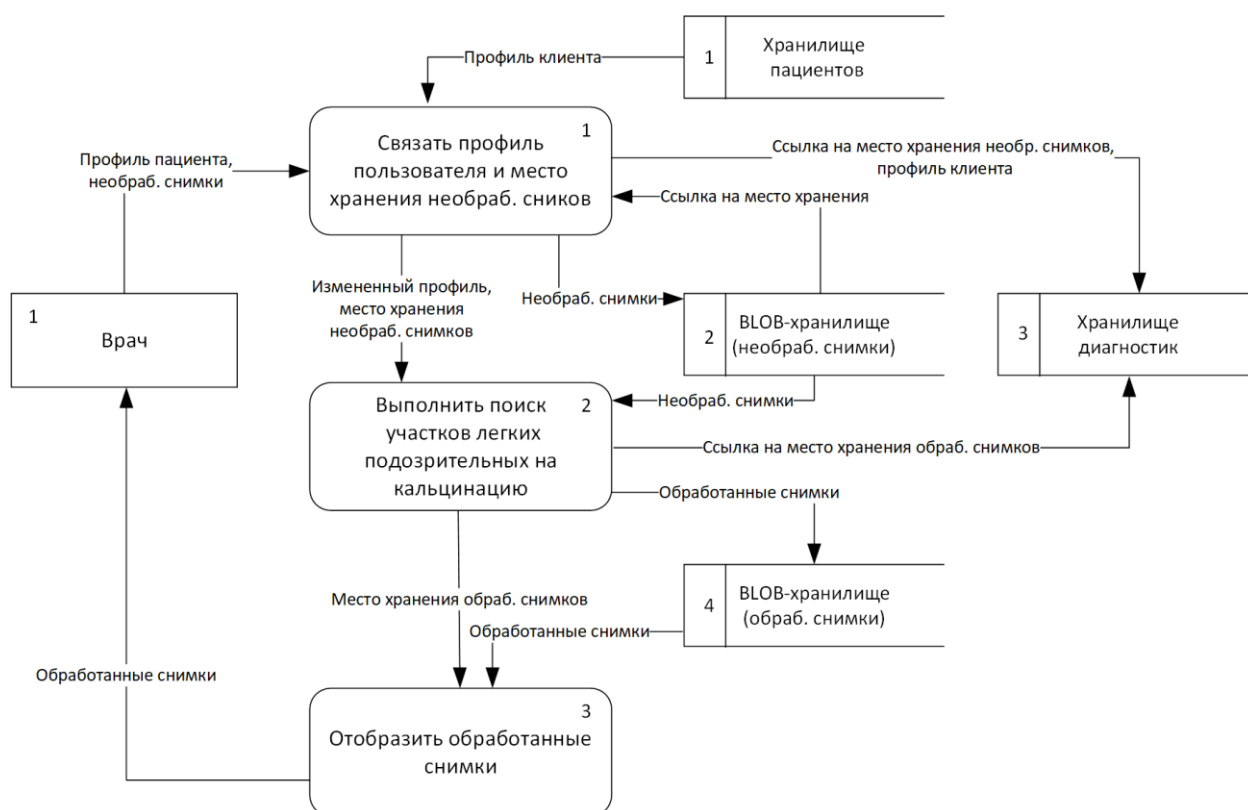 1
Хранилище
пациентов
Профиль клиента
1
Связать профиль
пользователя и место
хранения необраб. сников
Профиль пациента,
необраб. снимки
Ссылка на место хранения необр. снимков,
профиль клиента
Ссылка на место хранения
Измененный профиль,
место хранения
необраб. снимков
Необраб. снимки
1
Врач
2
BLOB-хранилище
(необраб. снимки)
3
Хранилище
диагностик
2
Выполнить поиск
участков легких
подозрительных на
кальцинацию
Необраб. снимки
Ссылка на место хранения обраб. снимков
Обработанные снимки
4
BLOB-хранилище
(обраб. снимки)
Место хранения обраб. снимков
Обработанные снимки
Обработанные снимки
3
Отобразить обработанные
снимки